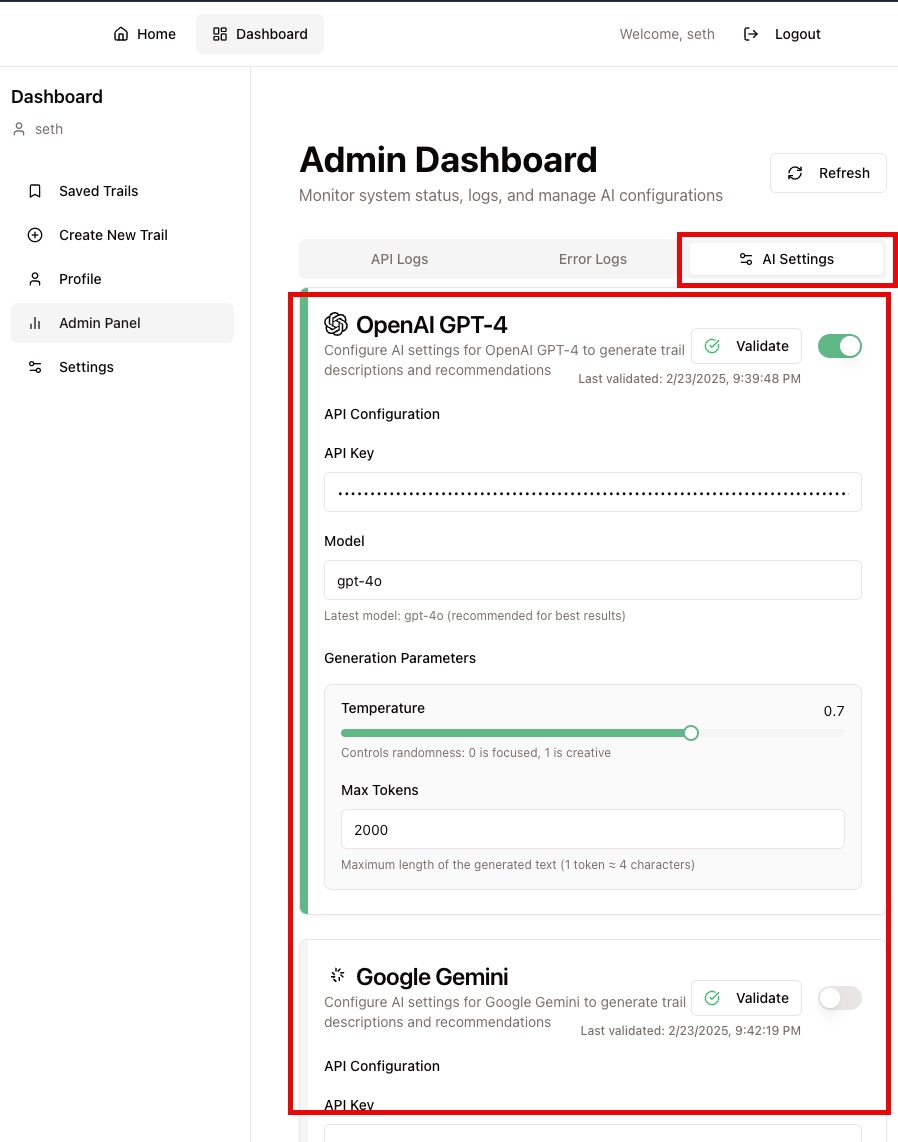 Home
Dashboard
Welcome, seth
Logout
Dashboard
seth
Saved Trails
Create New Trail
Profile
Admin Panel
Settings
Admin Dashboard
Monitor system status, logs, and manage AI configurations
Refresh
API Logs
Error Logs
AI Settings
OpenAI GPT-4
Configure AI settings for OpenAI GPT-4 to generate trail
descriptions and recommendations
Validate
Last validated: 2/23/2025, 9:39:48 PM
API Configuration
API Key
Model
gpt-4o
Latest model: gpt-4o (recommended for best results)
Generation Parameters
Temperature
0.7
Controls randomness: 0 is focused, 1 is creative
Max Tokens
2000
Maximum length of the generated text (1 token ≈ 4 characters)
Google Gemini
Configure AI settings for Google Gemini to generate trail
descriptions and recommendations
Validate
Last validated: 2/23/2025, 9:42:19 PM
API Configuration
API Key